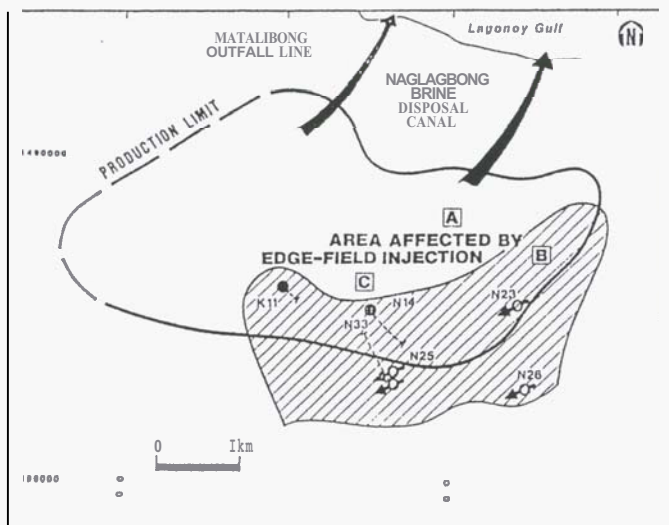 MATALIBONG
OUTFALL LINE
Lagonoy Gulf
N
NAGLAGBONG
BRINE
DISPOSAL
CANAL
PRODUCTION LIMIT
A
AREA AFFECTED BY
EDGE-FIELD INJECTION
B
C
K11
N14
N23
N33
N25
N26
0 1km